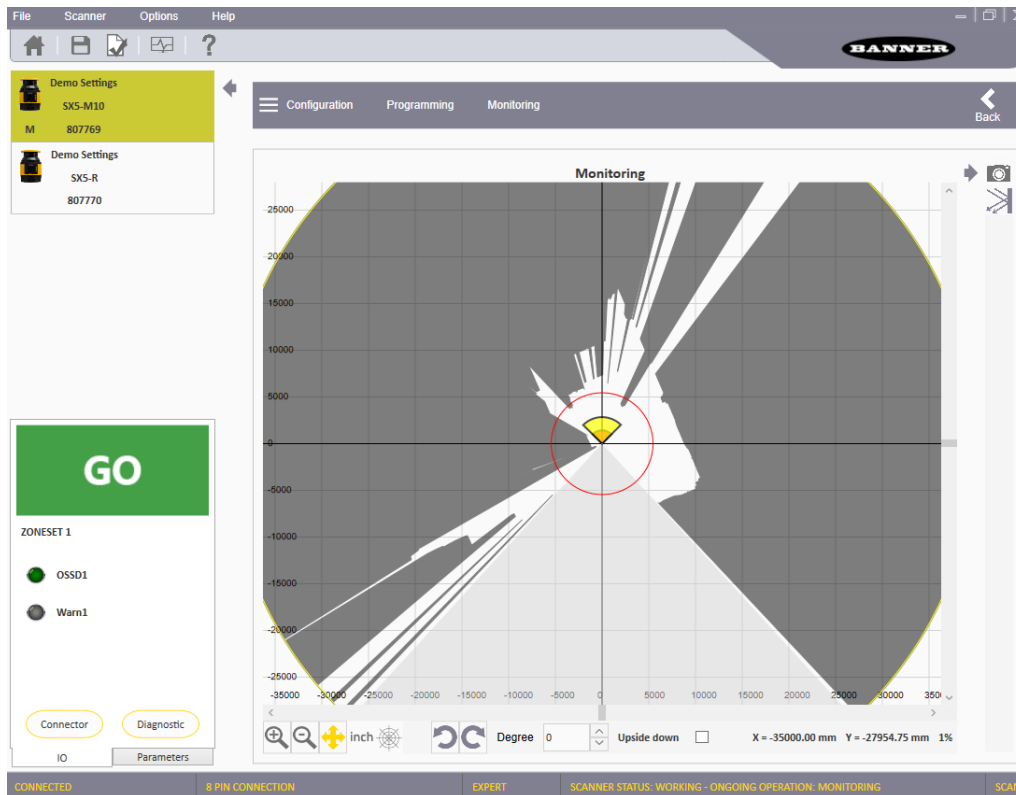 File Scanner Options Help
BANNER
Demo Settings
SX5-M10
M 807769
Demo Settings
SX5-R
807770
Configuration Programming Monitoring
Back
Monitoring
25000
20000
15000
10000
5000
0
-5000
-10000
-15000
-20000
-25000
-35000 -30000 -25000 -20000 -15000 -10000 -5000 0 5000 10000 15000 20000 25000 30000
GO
ZONESET 1
OSSD1
Warn1
Connector Diagnostic
IO Parameters
inch Degree 0 Upside down X = -35000.00 mm Y = -27954.75 mm 1%
CONNECTED 8 PIN CONNECTION EXPERT SCANNER STATUS: WORKING - ONGOING OPERATION: MONITORING